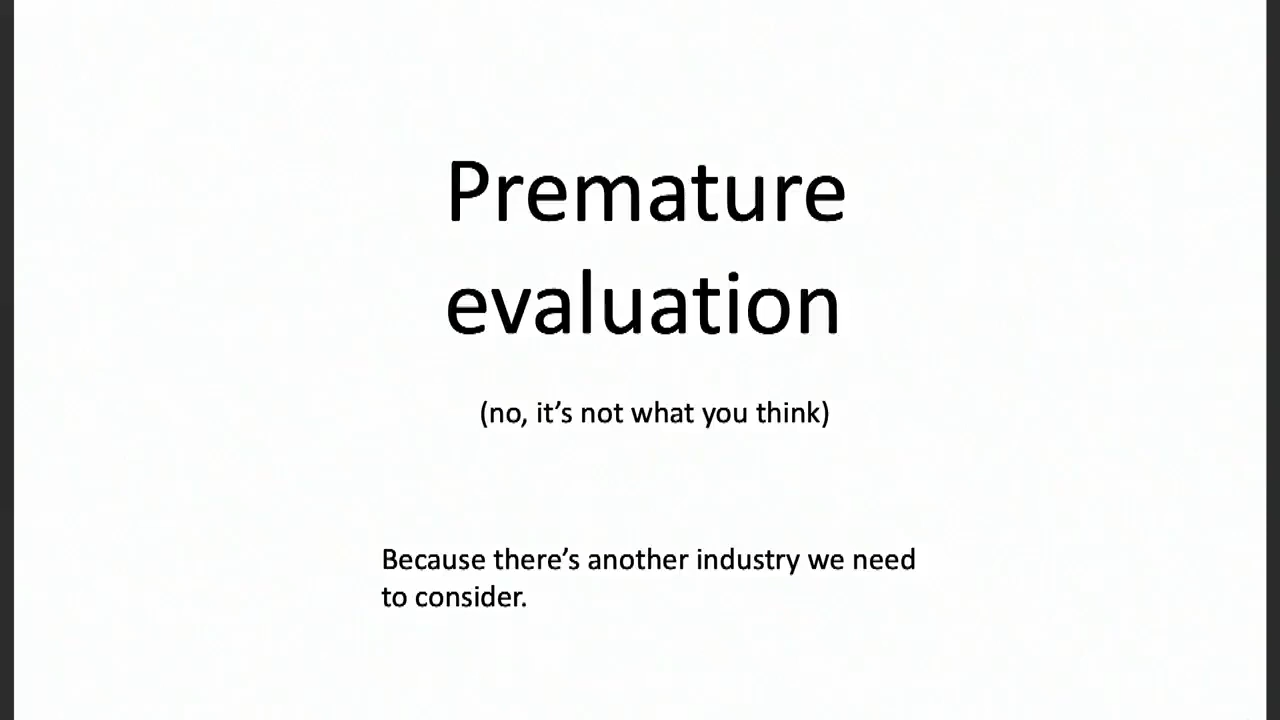 Premature
evaluation
(no, it’s not what you think)
Because there’s another industry we need
to consider.